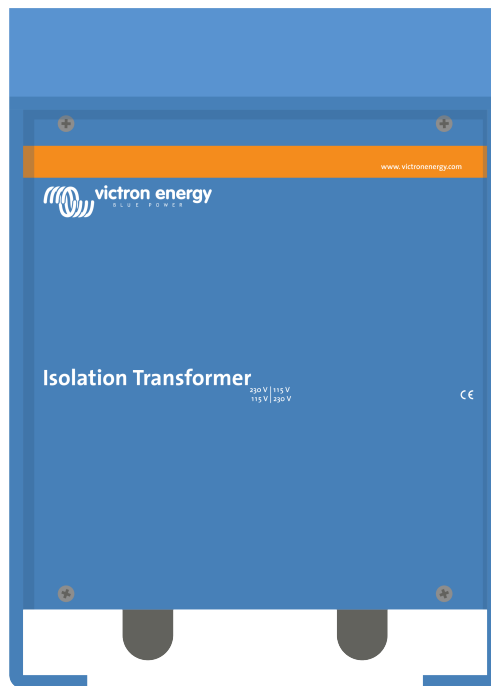 www. victronenergy.com
victron energy
BLUE POWER
Isolation Transformer
230 V | 115 V
115 V | 230 V
CE